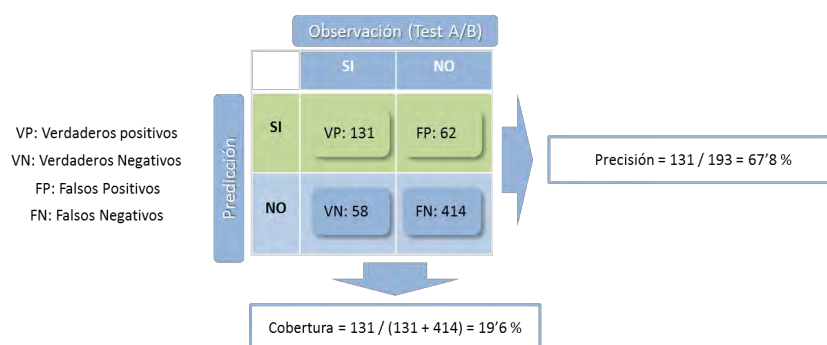 Observación (Test A/B)
SI NO
Predicción
SI VP: 131 FP: 62
NO VN: 58 FN: 414
VP: Verdaderos positivos
VN: Verdaderos Negativos
FP: Falsos Positivos
FN: Falsos Negativos
Precisión = 131 / 193 = 67’8 %
Cobertura = 131 / (131 + 414) = 19’6 %